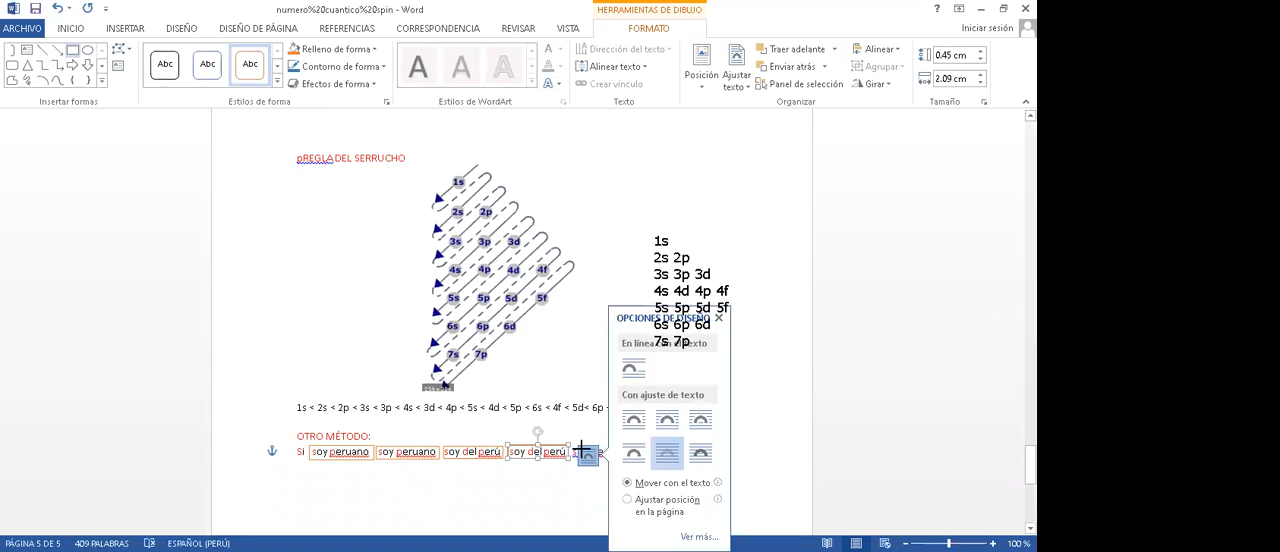 numero%20cuantico%20spin - Word
HERRAMIENTAS DE DIBUJO
ARCHIVO INICIO INSERTAR DISEÑO DISEÑO DE PÁGINA REFERENCIAS CORRESPONDENCIA REVISAR VISTA FORMATO Iniciar sesión
Abc Abc Abc
Relleno de forma
Contorno de forma
Efectos de forma
A A A
Dirección del texto
Alinear texto
Crear vínculo
Posición
Ajustar texto
Traer adelante
Enviar atrás
Panel de selección
Alinear
Agrupar
Girar
0.45 cm
2.09 cm
Insertar formas Estilos de forma Estilos de WordArt Texto Organizar Tamaño
pREGLA DEL SERRUCHO
1s
2s 2p
3s 3p 3d
4s 4p 4d 4f
5s 5p 5d 5f
6s 6p 6d
7s 7p
1s
2s 2p
3s 3p 3d
4s 4d 4p 4f
5s 5p 5d 5f
6s 6p 6d
7s 7p
OPCIONES DE DISEÑO
En línea con el texto
Con ajuste de texto
Mover con el texto
Ajustar posición
en la página
Ver más...
1s < 2s < 2p < 3s < 3p < 4s < 3d < 4p < 5s < 4d < 5p < 6s < 4f < 5d< 6p <
OTRO MÉTODO:
Si soy peruano soy peruano soy del perú soy del perú
PÁGINA 5 DE 5 409 PALABRAS ESPAÑOL (PERÚ) 100 %